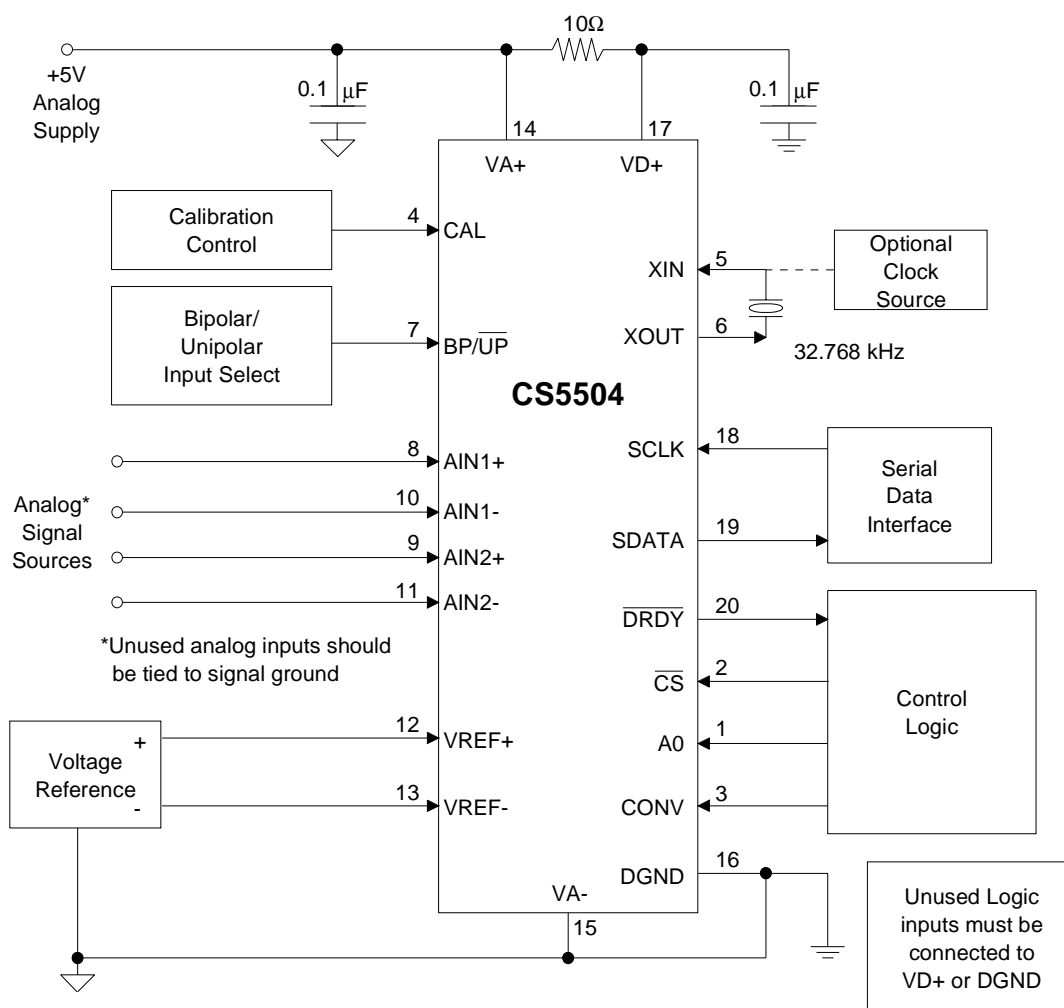 10Ω
+5V
Analog
Supply
0.1 µF
0.1 µF
14
17
VA+
VD+
Calibration
Control
4
CAL
XIN
5
Optional
Clock
Source
Bipolar/
Unipolar
Input Select
7
BP/U̅P̅
XOUT
6
32.768 kHz
CS5504
8
AIN1+
SCLK
18
Serial
Data
Interface
Analog*
Signal
Sources
10
AIN1-
9
AIN2+
SDATA
19
11
AIN2-
*Unused analog inputs should
be tied to signal ground
D̅R̅D̅Y̅
20
C̅S̅
2
Control
Logic
A0
1
CONV
3
Voltage
Reference
+
-
12
VREF+
13
VREF-
DGND
16
VA-
15
Unused Logic
inputs must be
connected to
VD+ or DGND